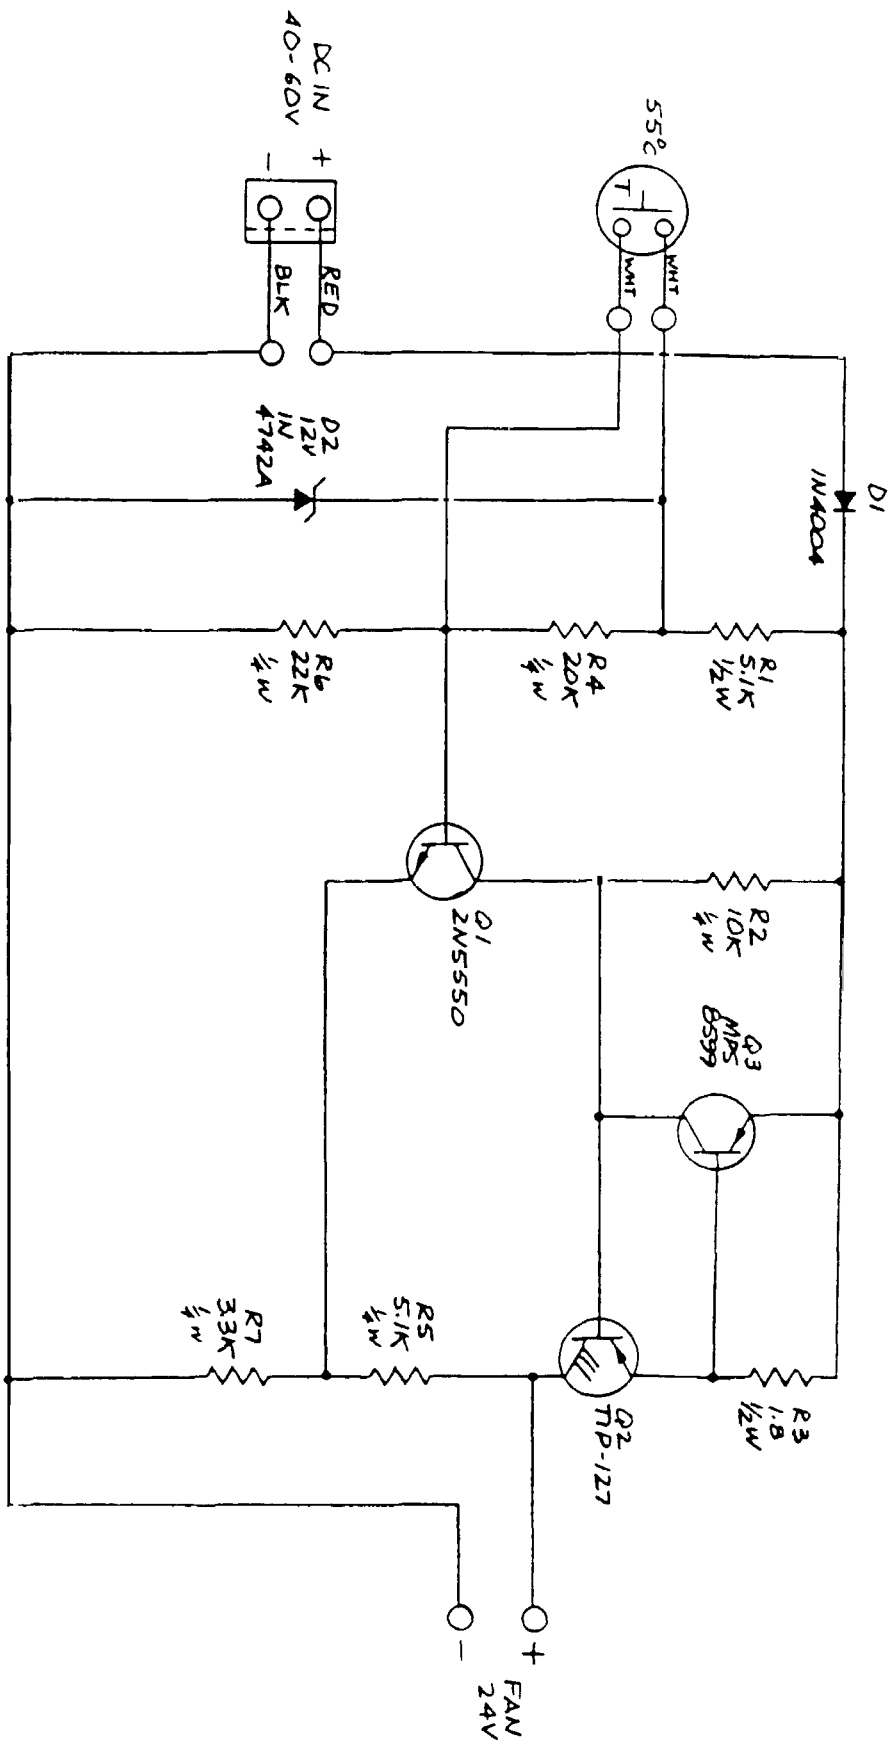 DC IN
40-60V
+
-
RED
BLK
55°C
T
WHT
WHT
D1
1N4004
D2
12V
1N
4742A
R1
5.1K
1/2W
R4
20K
1/4W
R6
22K
1/4W
R2
10K
1/4W
Q1
2N5550
Q3
MPS
8599
R3
1.8
1/2W
Q2
TIP-127
R5
5.1K
1/4W
R7
3.3K
1/4W
+
-
FAN
24V